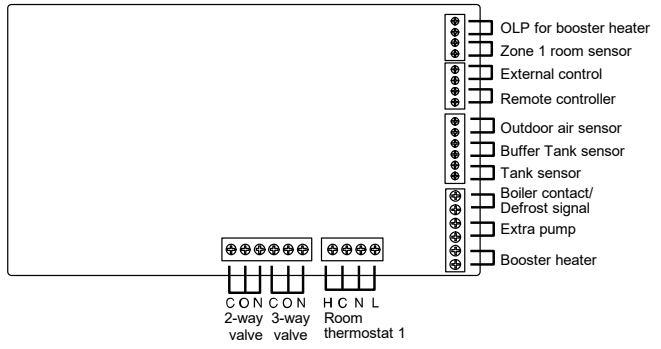 OLP for booster heater
Zone 1 room sensor
External control
Remote controller
Outdoor air sensor
Buffer Tank sensor
Tank sensor
Boiler contact/
Defrost signal
Extra pump
Booster heater
C O N C O N H C N L
2-way 3-way Room
valve valve thermostat 1